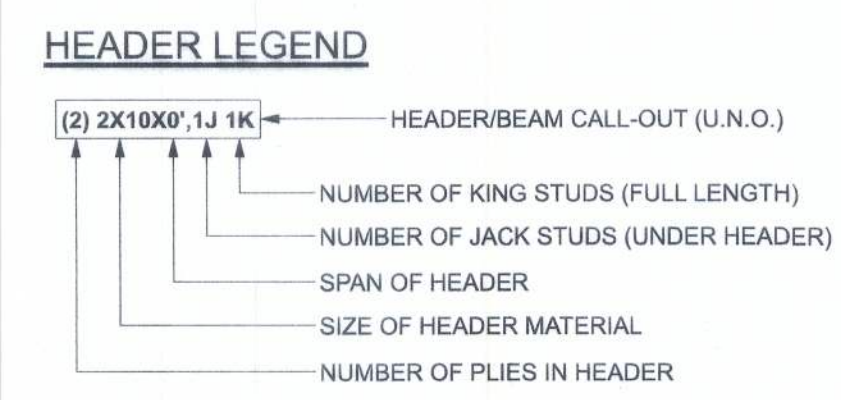 HEADER LEGEND
(2) 2X10X0',1J 1K
HEADER/BEAM CALL-OUT (U.N.O.)
NUMBER OF KING STUDS (FULL LENGTH)
NUMBER OF JACK STUDS (UNDER HEADER)
SPAN OF HEADER
SIZE OF HEADER MATERIAL
NUMBER OF PLIES IN HEADER